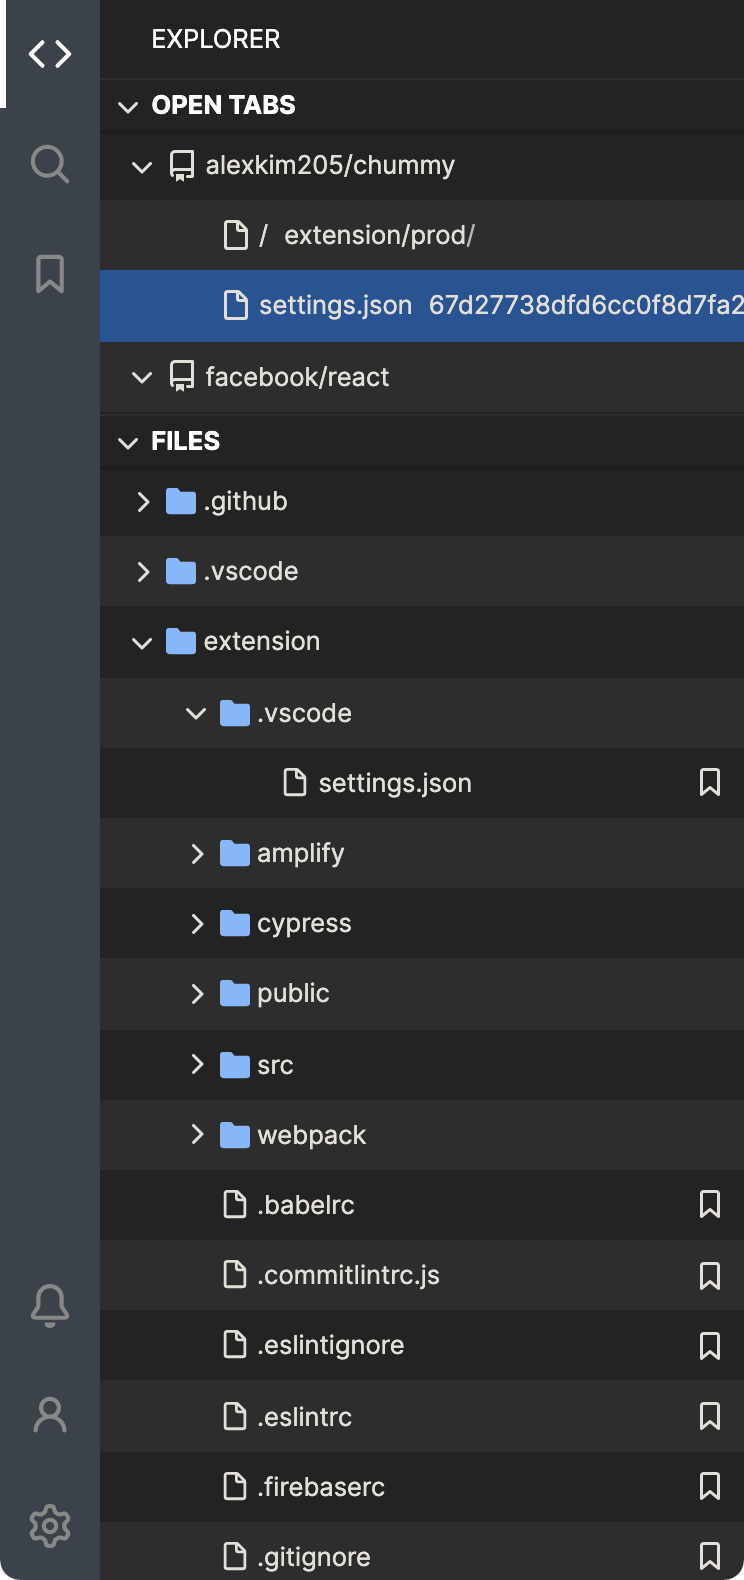 EXPLORER
OPEN TABS
alexkim205/chummy
/ extension/prod/
settings.json 67d27738dfd6cc0f8d7fa2
facebook/react
FILES
.github
.vscode
extension
.vscode
settings.json
amplify
cypress
public
src
webpack
.babelrc
.commitlintrc.js
.eslintignore
.eslintrc
.firebaserc
.gitignore